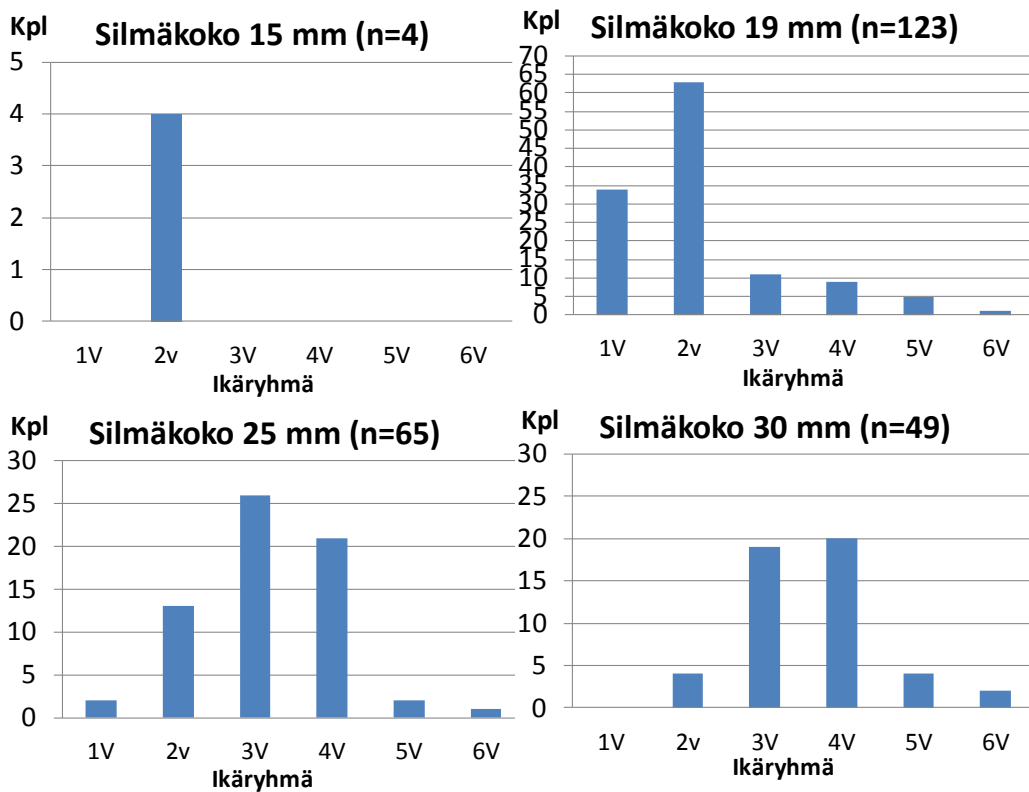 Kpl
Silmäkoko 15 mm (n=4)
5
4
3
2
1
0
1V 2v 3V 4V 5V 6V
Ikäryhmä
Kpl
Silmäkoko 19 mm (n=123)
70
65
60
55
50
45
40
35
30
25
20
15
10
5
0
1V 2v 3V 4V 5V 6V
Ikäryhmä
Kpl
Silmäkoko 25 mm (n=65)
30
25
20
15
10
5
0
1V 2v 3V 4V 5V 6V
Ikäryhmä
Kpl
Silmäkoko 30 mm (n=49)
30
25
20
15
10
5
0
1V 2v 3V 4V 5V 6V
Ikäryhmä